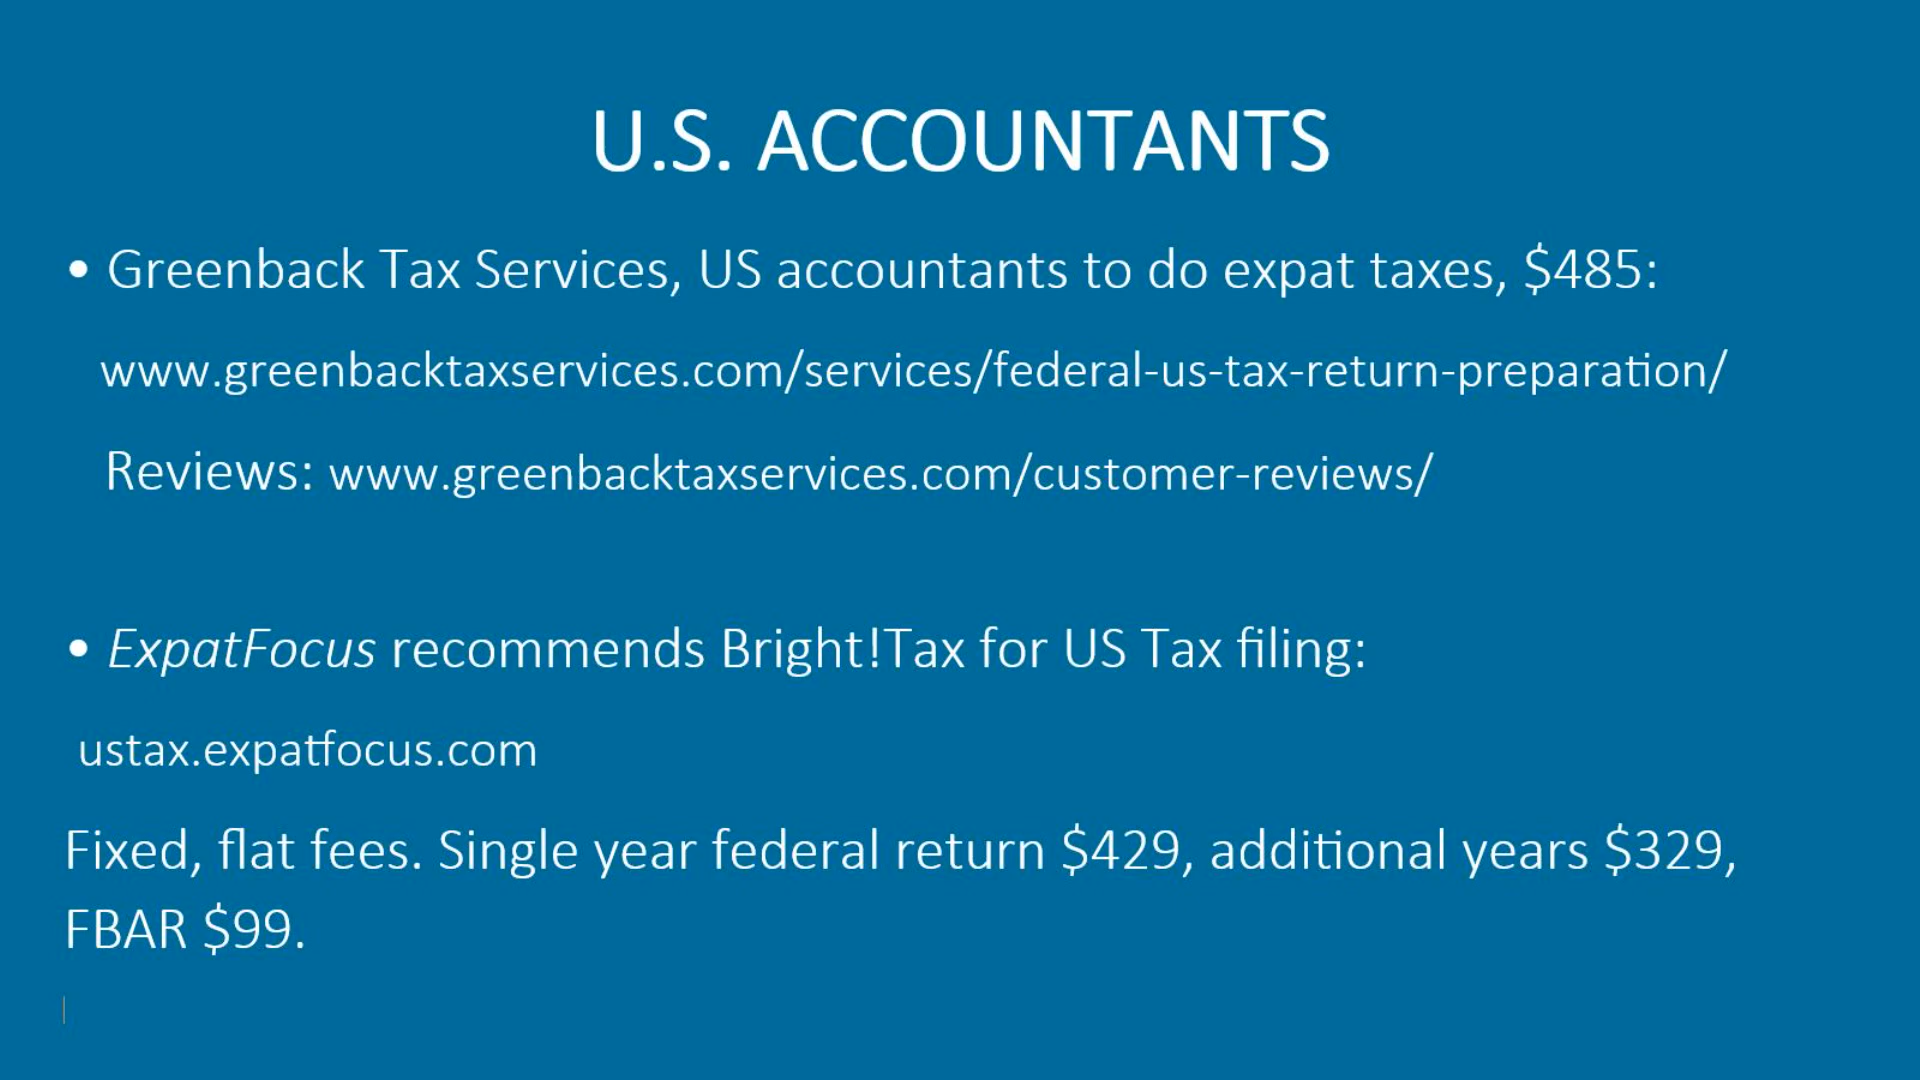 U.S. ACCOUNTANTS
• Greenback Tax Services, US accountants to do expat taxes, $485:
www.greenbacktaxservices.com/services/federal-us-tax-return-preparation/
Reviews: www.greenbacktaxservices.com/customer-reviews/
• ExpatFocus recommends Bright!Tax for US Tax filing:
ustax.expatfocus.com
Fixed, flat fees. Single year federal return $429, additional years $329,
FBAR $99.